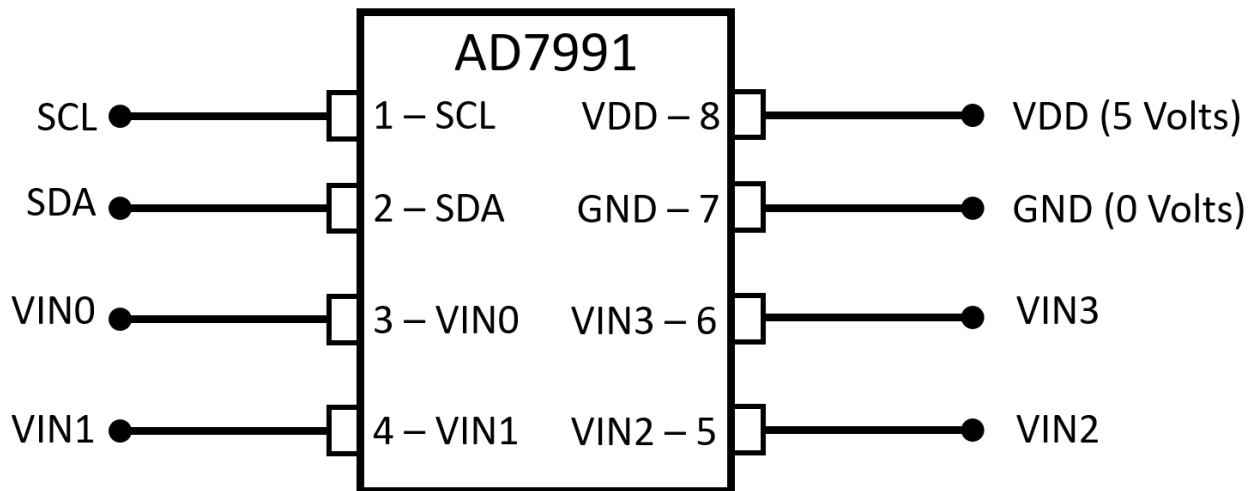 AD7991
SCL 1 – SCL VDD – 8 VDD (5 Volts)
SDA 2 – SDA GND – 7 GND (0 Volts)
VIN0 3 – VIN0 VIN3 – 6 VIN3
VIN1 4 – VIN1 VIN2 – 5 VIN2